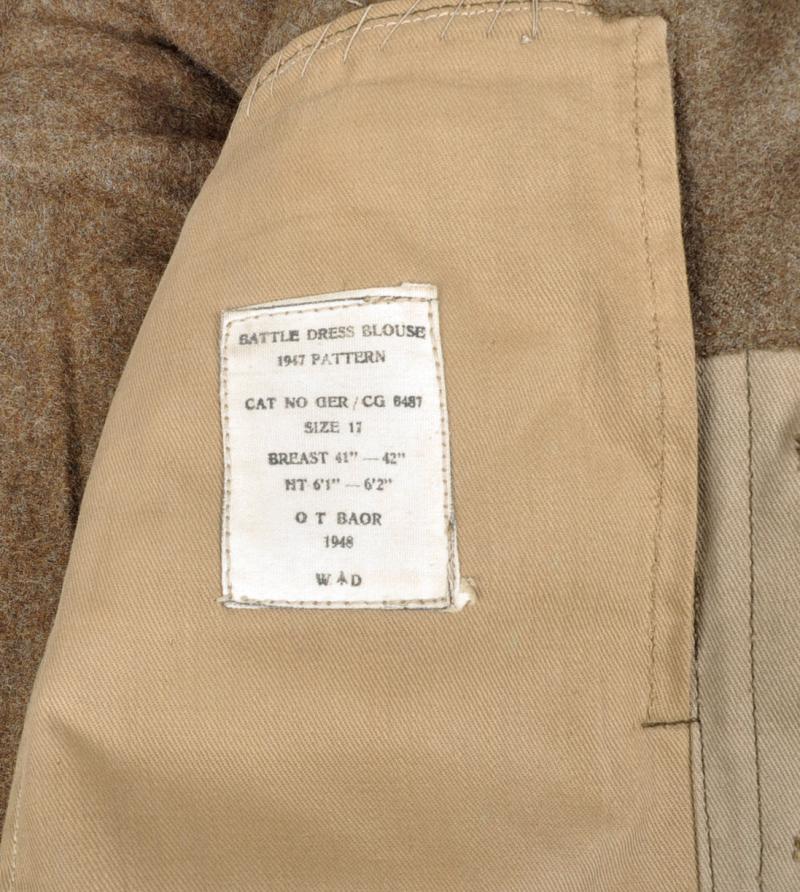 BATTLE DRESS BLOUSE
1947 PATTERN
CAT NO GER / CG 6487
SIZE 17
BREAST 41" — 42"
HT 6'1" — 6'2"
O T BAOR
1948
W D